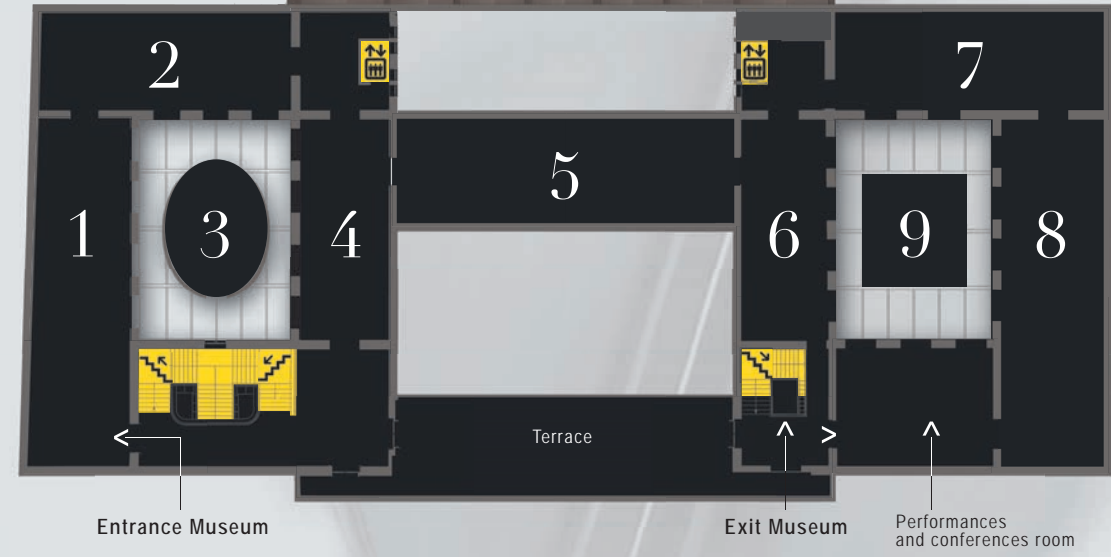 2
7
5
1
3
4
6
9
8
Terrace
Entrance Museum
Exit Museum
Performances
and conferences room